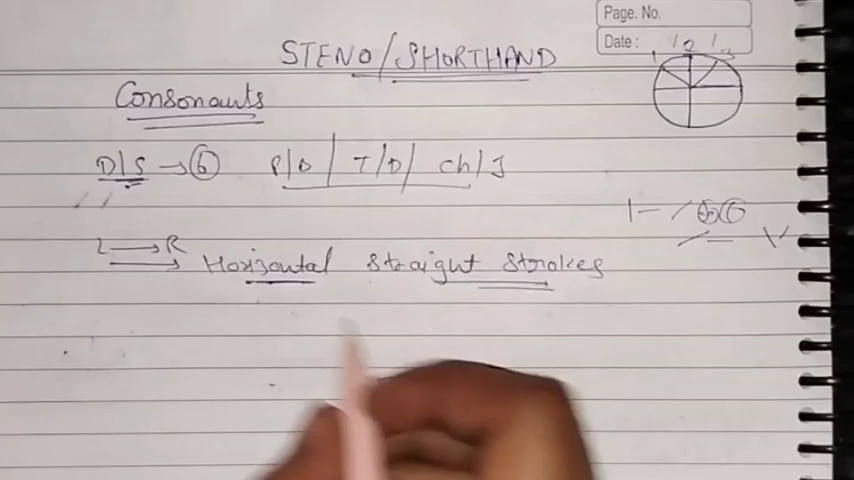 Page. No.
Date :
STENO/SHORTHAND
Consonants
D/S → 6 P/B | T/D | Ch/J
L → R
→ Horizontal Straight Strokes